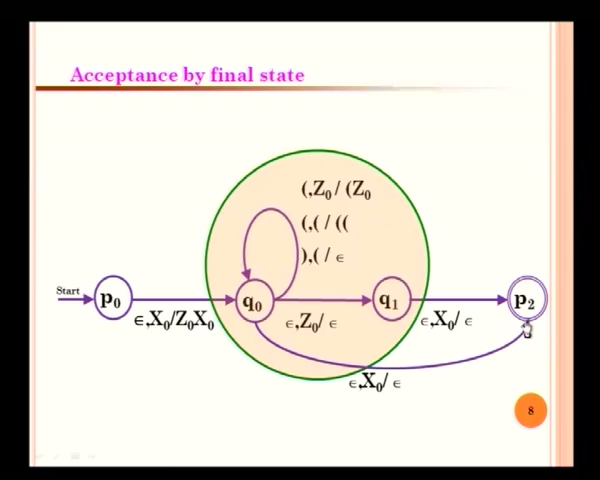 Acceptance by final state
(,Z₀ / (Z₀
(,( / ((
),( / ϵ
Start
p₀
q₀
q₁
p₂
ϵ,X₀/Z₀X₀
ϵ,Z₀/ ϵ
ϵ,X₀/ ϵ
ϵ,X₀/ ϵ
8